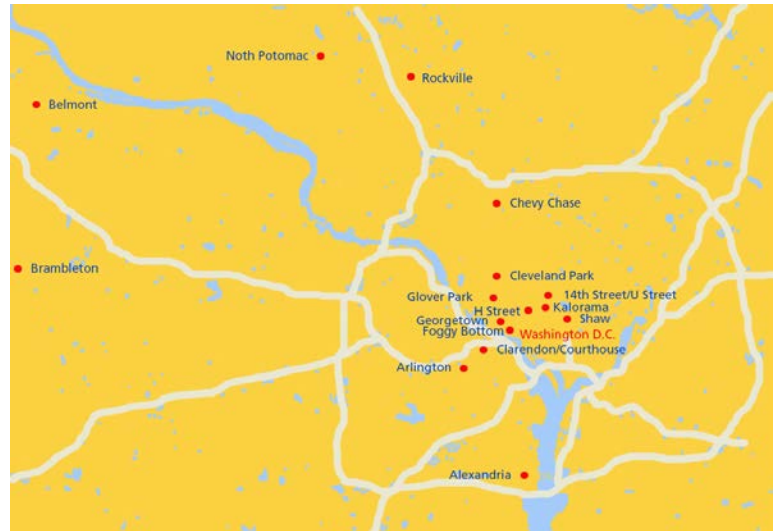 Noth Potomac
Rockville
Belmont
Chevy Chase
Brambleton
Cleveland Park
Glover Park
14th Street/U Street
H Street
Kalorama
Georgetown
Shaw
Foggy Bottom
Washington D.C.
Clarendon/Courthouse
Arlington
Alexandria